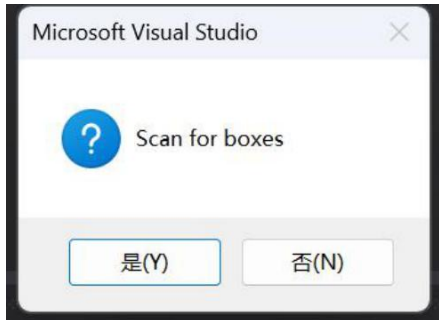 Microsoft Visual Studio
Scan for boxes
是(Y)
否(N)